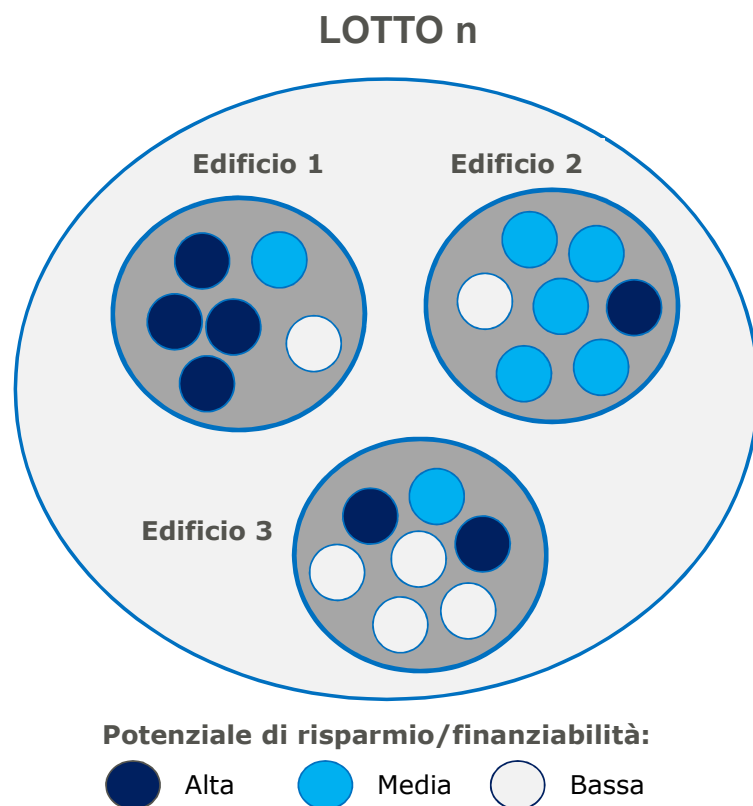 LOTTO n
Edificio 1
Edificio 2
Edificio 3
Potenziale di risparmio/finanziabilità:
Alta
Media
Bassa